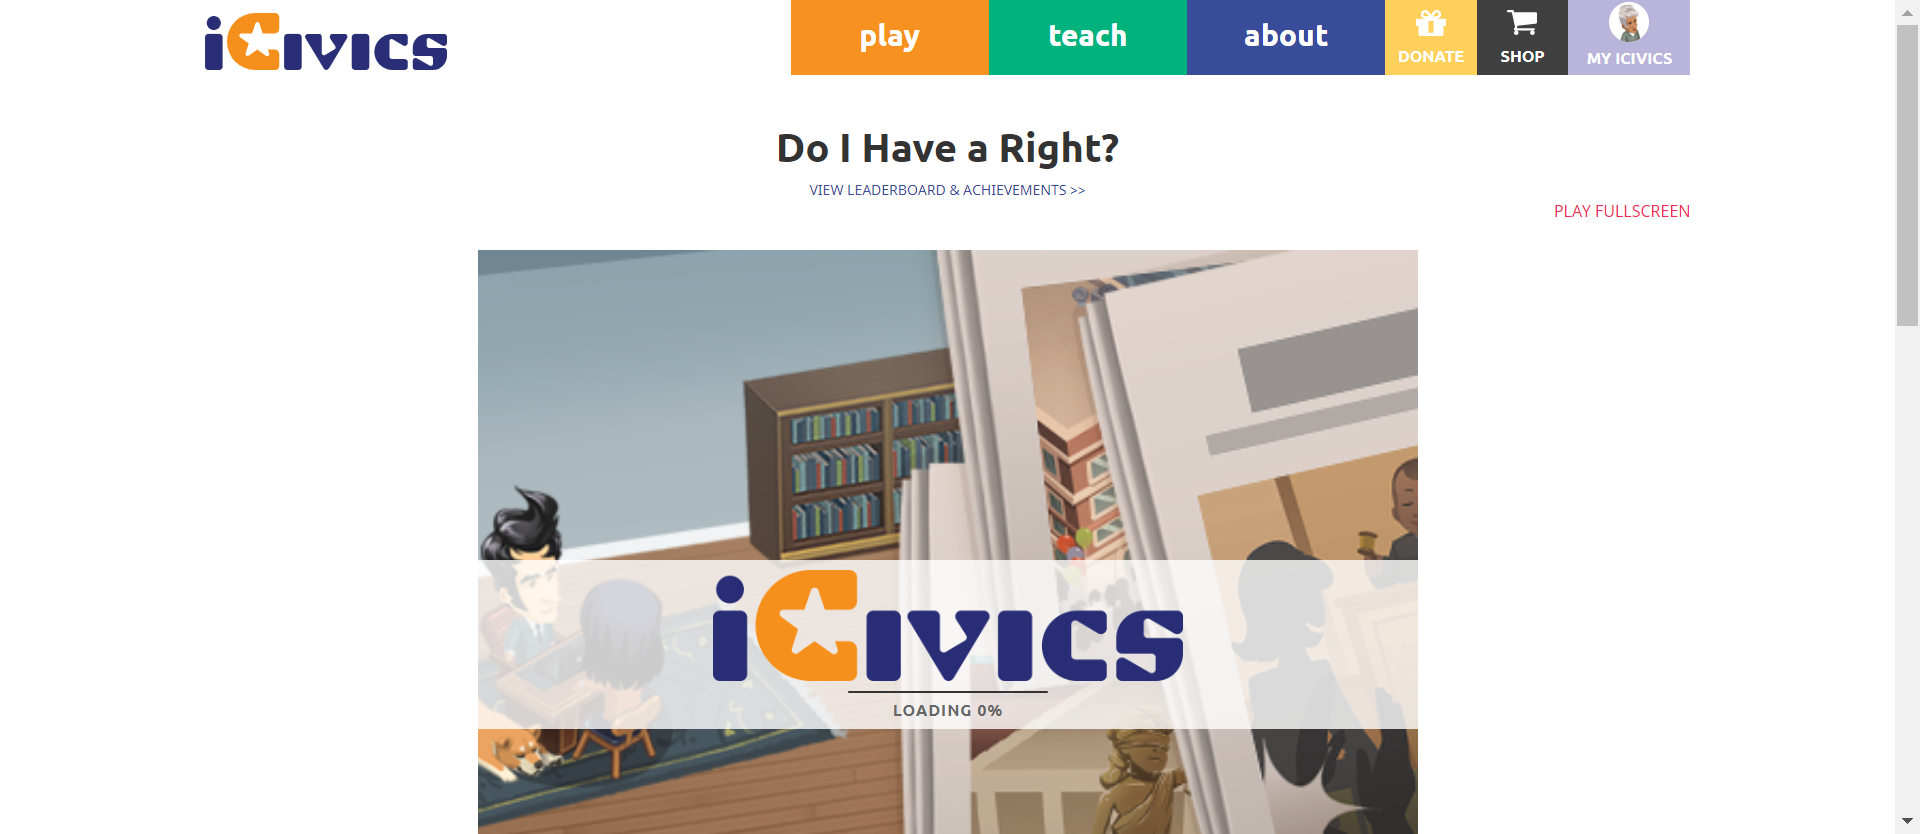 iCIVICS
play
teach
about
DONATE
SHOP
MY ICIVICS
Do I Have a Right?
VIEW LEADERBOARD & ACHIEVEMENTS >>
PLAY FULLSCREEN
iCIVICS
LOADING 0%